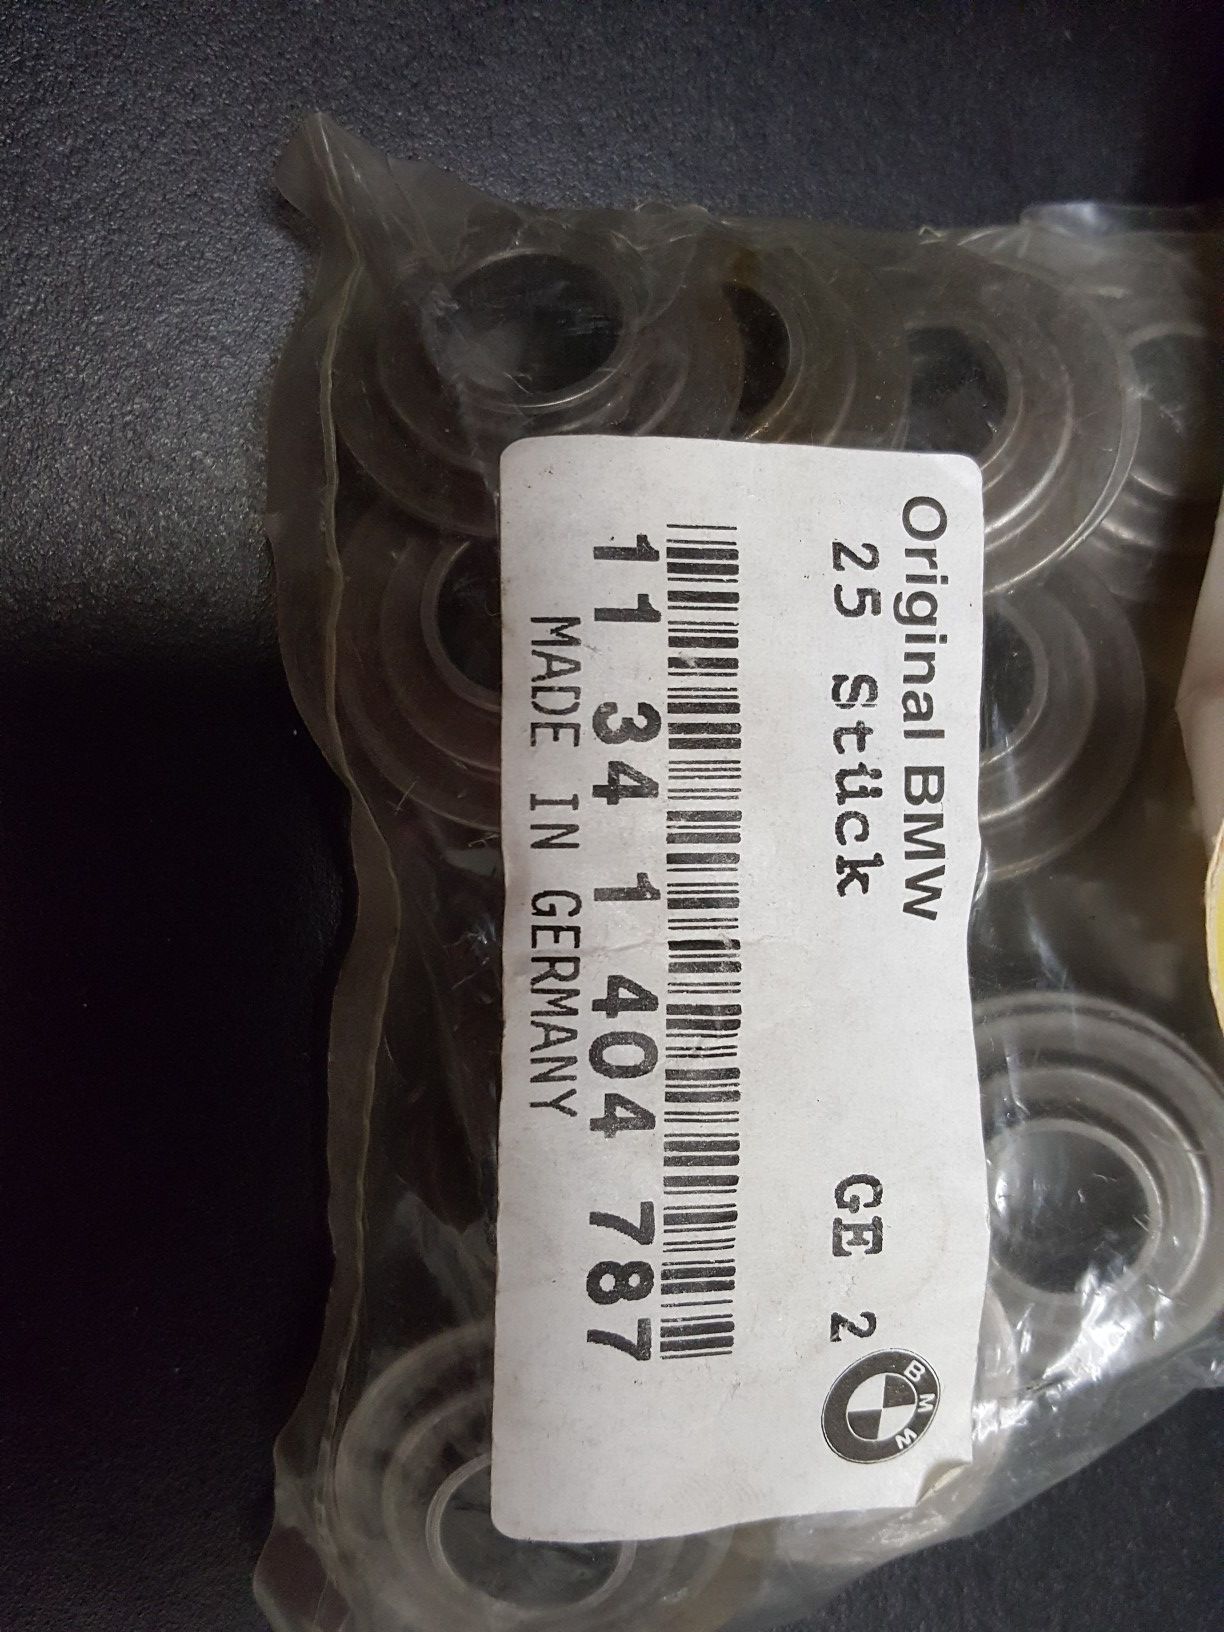 Original BMW
25 Stück GE 2
BMW
11 34 1 404 787
MADE IN GERMANY